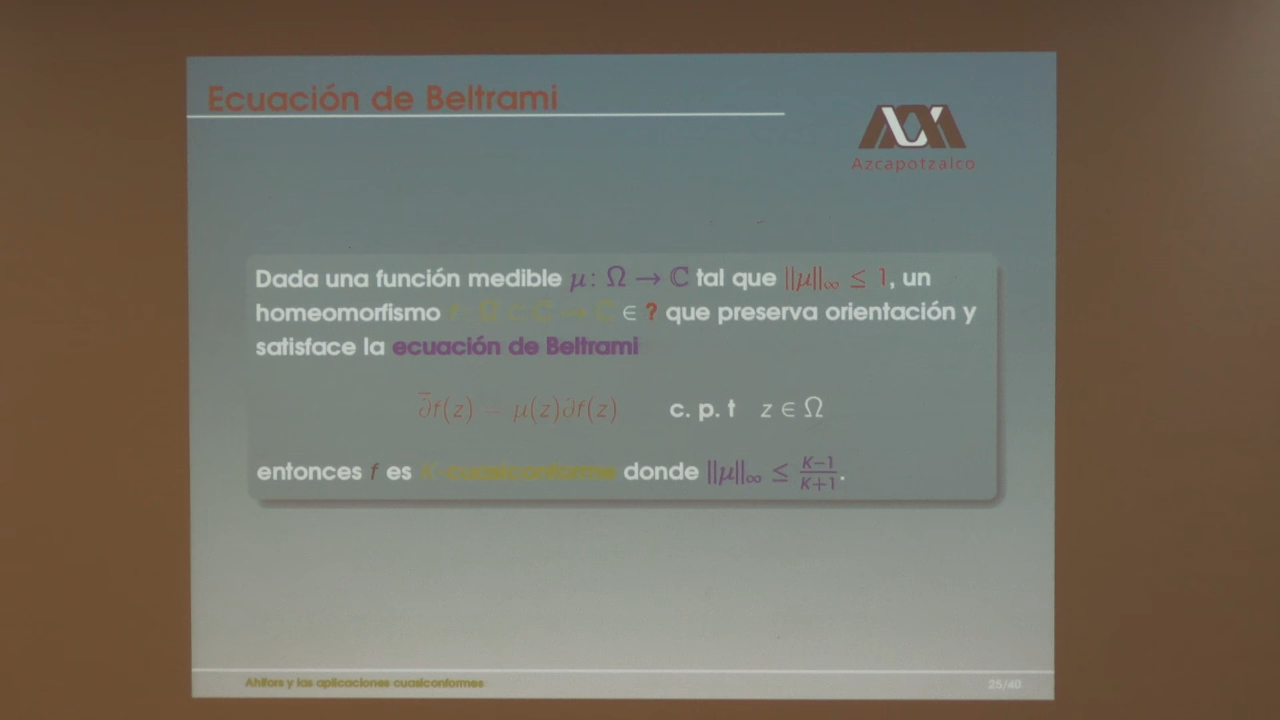 Ecuación de Beltrami
Azcapotzalco
Dada una función medible μ: Ω → ℂ tal que ||μ||∞ ≤ 1, un
homeomorfismo f: Ω ⊂ ℂ → ℂ ∈ ? que preserva orientación y
satisface la ecuación de Beltrami
∂̄f(z) = μ(z)∂f(z) c. p. t z ∈ Ω
entonces f es K-cuasiconforme donde ||μ||∞ ≤ K−1/K+1.
Ahlfors y las aplicaciones cuasiconformes
25/40